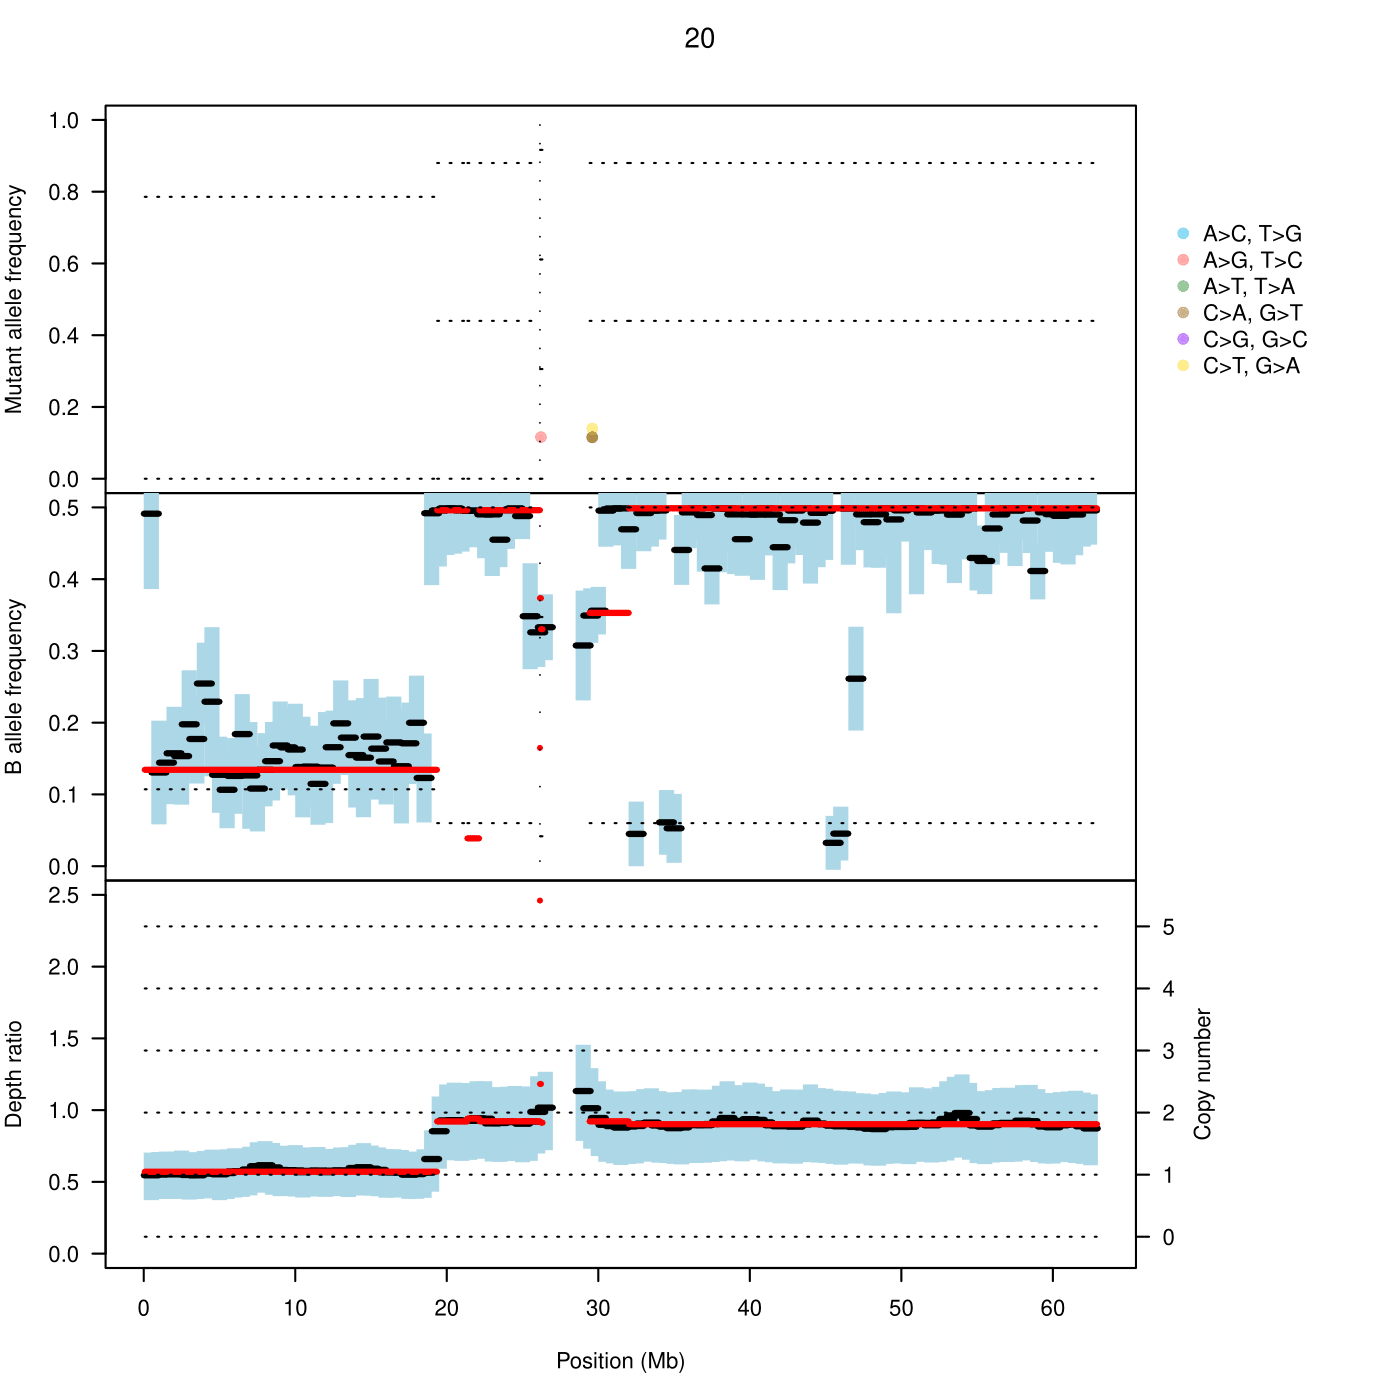 20
Mutant allele frequency
1.0
0.8
0.6
0.4
0.2
0.0
A>C, T>G
A>G, T>C
A>T, T>A
C>A, G>T
C>G, G>C
C>T, G>A
B allele frequency
0.5
0.4
0.3
0.2
0.1
0.0
Depth ratio
2.5
2.0
1.5
1.0
0.5
0.0
5
4
3
2
1
0
Copy number
0 10 20 30 40 50 60
Position (Mb)